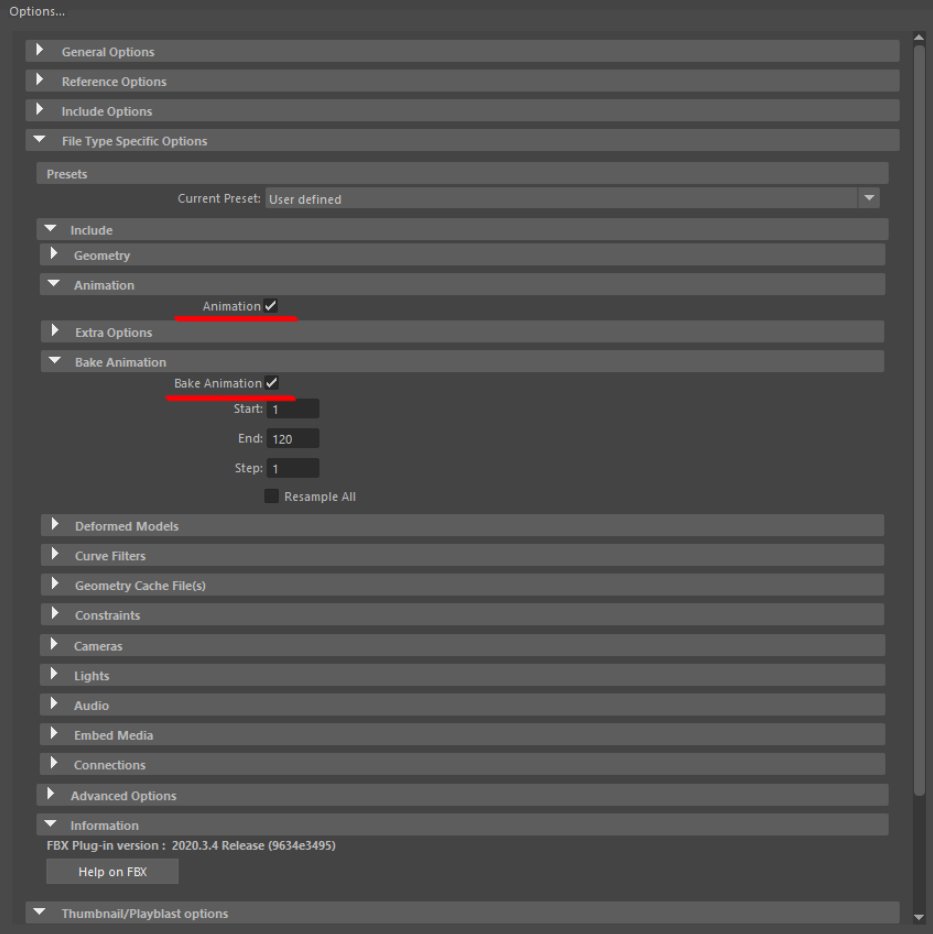 Options...
General Options
Reference Options
Include Options
File Type Specific Options
Presets
Current Preset: User defined
Include
Geometry
Animation
Animation
Extra Options
Bake Animation
Bake Animation
Start: 1
End: 120
Step: 1
Resample All
Deformed Models
Curve Filters
Geometry Cache File(s)
Constraints
Cameras
Lights
Audio
Embed Media
Connections
Advanced Options
Information
FBX Plug-in version : 2020.3.4 Release (9634e3495)
Help on FBX
Thumbnail/Playblast options